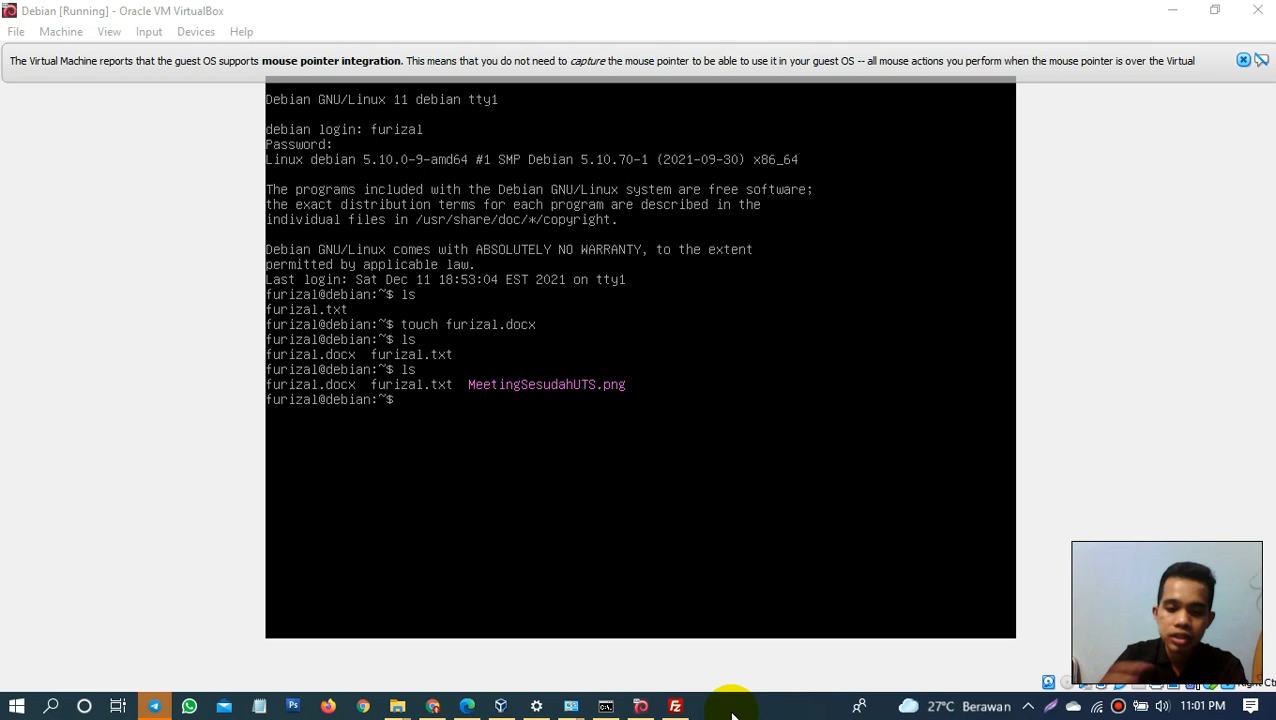 Debian [Running] - Oracle VM VirtualBox
File Machine View Input Devices Help
The Virtual Machine reports that the guest OS supports mouse pointer integration. This means that you do not need to capture the mouse pointer to be able to use it in your guest OS -- all mouse actions you perform when the mouse pointer is over the Virtual
Debian GNU/Linux 11 debian tty1
debian login: furizal
Password:
Linux debian 5.10.0-9-amd64 #1 SMP Debian 5.10.70-1 (2021-09-30) x86_64
The programs included with the Debian GNU/Linux system are free software;
the exact distribution terms for each program are described in the
individual files in /usr/share/doc/*/copyright.
Debian GNU/Linux comes with ABSOLUTELY NO WARRANTY, to the extent
permitted by applicable law.
Last login: Sat Dec 11 18:53:04 EST 2021 on tty1
furizal@debian:~$ ls
furizal.txt
furizal@debian:~$ touch furizal.docx
furizal@debian:~$ ls
furizal.docx furizal.txt
furizal@debian:~$ ls
furizal.docx furizal.txt MeetingSesudahUTS.png
furizal@debian:~$
Right Ctr
27°C Berawan
11:01 PM